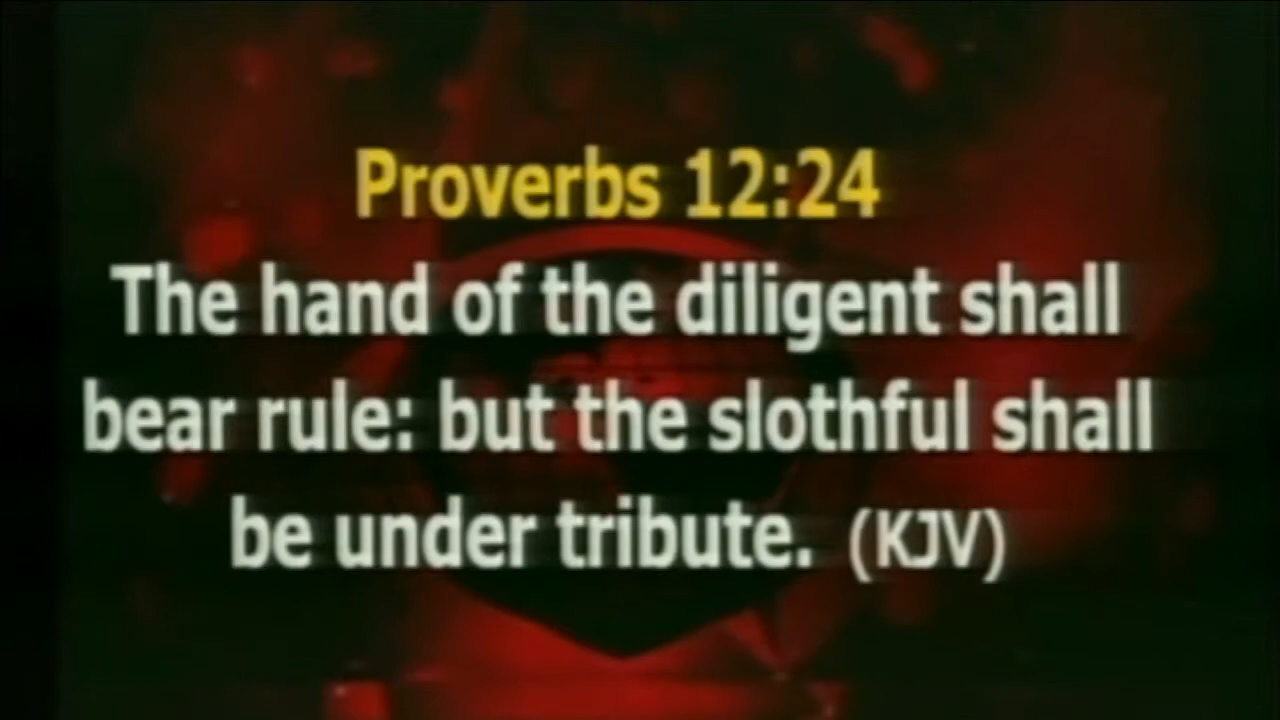 Proverbs 12:24
The hand of the diligent shall
bear rule: but the slothful shall
be under tribute. (KJV)